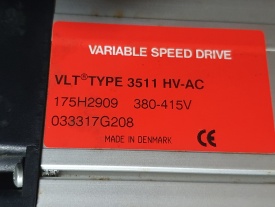 VARIABLE SPEED DRIVE
VLT® TYPE 3511 HV-AC
175H2909 380-415V
033317G208
MADE IN DENMARK CE